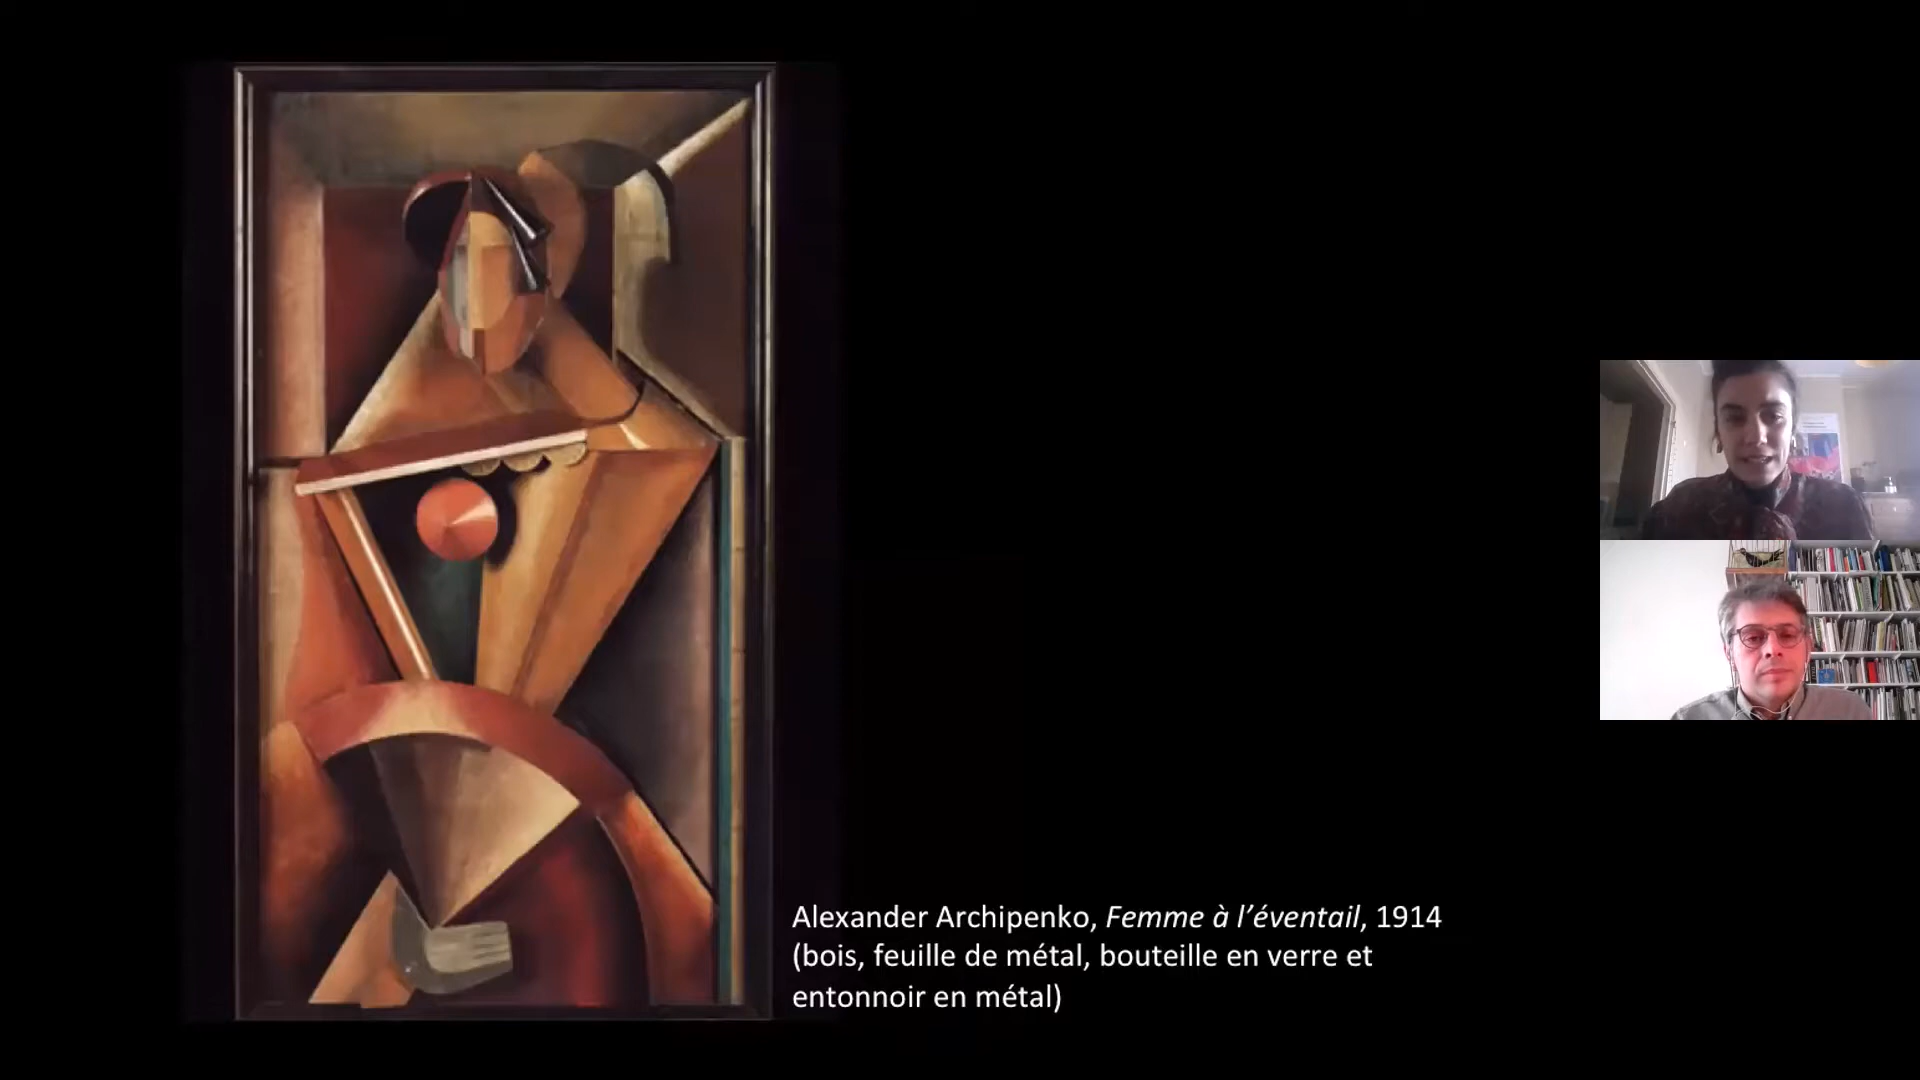 Alexander Archipenko, Femme à l’éventail, 1914
(bois, feuille de métal, bouteille en verre et
entonnoir en métal)